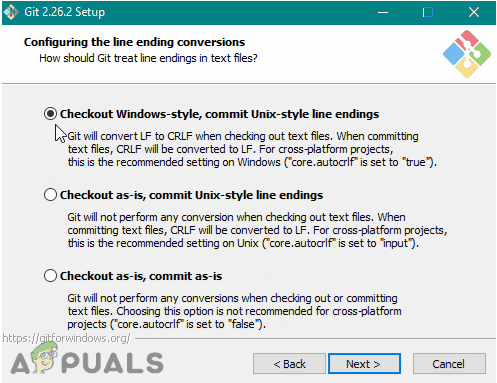 Git 2.26.2 Setup
Configuring the line ending conversions
How should Git treat line endings in text files?
Checkout Windows-style, commit Unix-style line endings
Git will convert LF to CRLF when checking out text files. When committing
text files, CRLF will be converted to LF. For cross-platform projects,
this is the recommended setting on Windows ("core.autocrlf" is set to "true").
Checkout as-is, commit Unix-style line endings
Git will not perform any conversion when checking out text files. When
committing text files, CRLF will be converted to LF. For cross-platform projects,
this is the recommended setting on Unix ("core.autocrlf" is set to "input").
Checkout as-is, commit as-is
Git will not perform any conversions when checking out or committing
text files. Choosing this option is not recommended for cross-platform
projects ("core.autocrlf" is set to "false").
https://gitforwindows.org/
APPUALS
< Back
Next >
Cancel